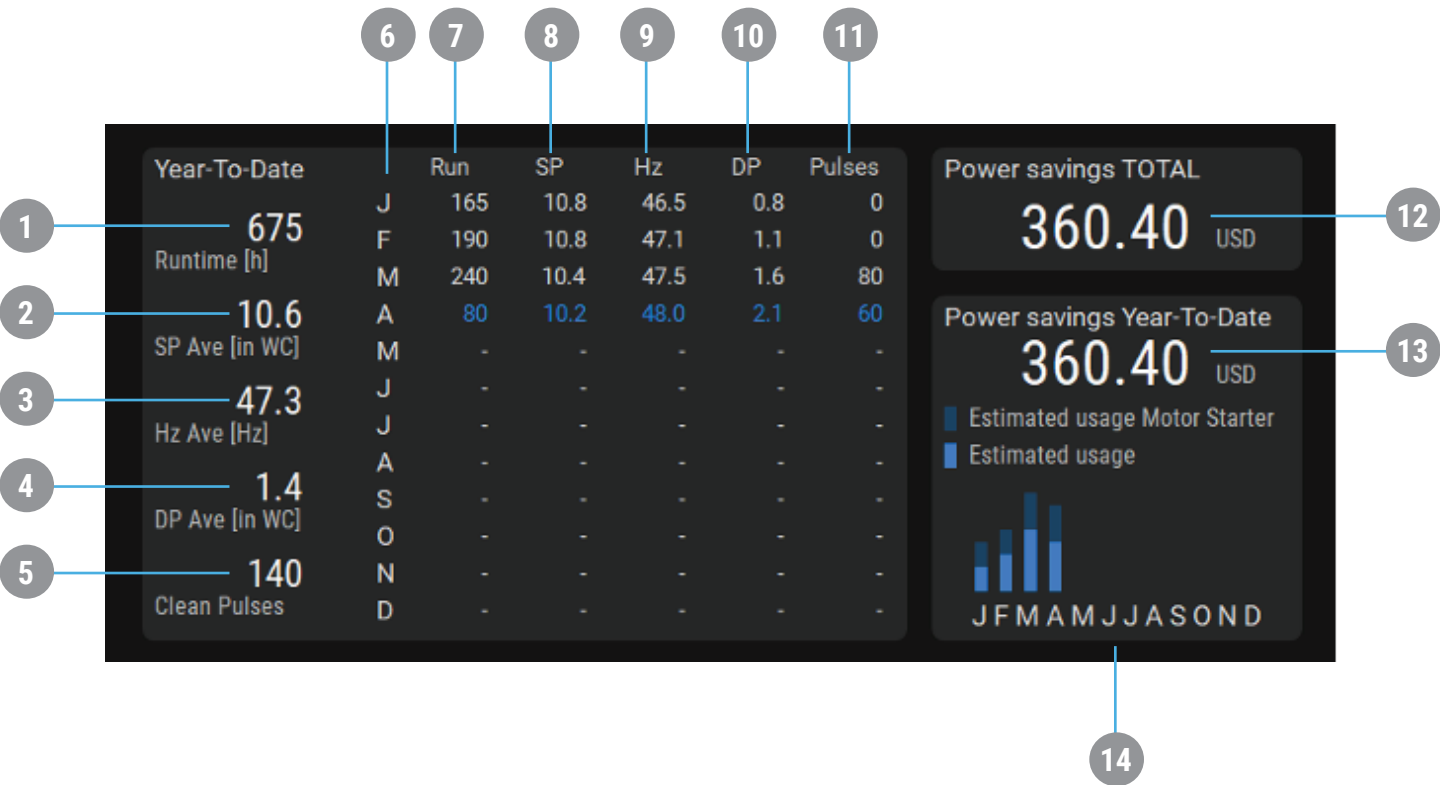 6 7 8 9 10 11
Year-To-Date
1
675
Runtime [h]
2
10.6
SP Ave [in WC]
3
47.3
Hz Ave [Hz]
4
1.4
DP Ave [in WC]
5
140
Clean Pulses
Run SP Hz DP Pulses
J 165 10.8 46.5 0.8 0
F 190 10.8 47.1 1.1 0
M 240 10.4 47.5 1.6 80
A 80 10.2 48.0 2.1 60
M - - - - -
J - - - - -
J - - - - -
A - - - - -
S - - - - -
O - - - - -
N - - - - -
D - - - - -
Power savings TOTAL
360.40 USD
12
Power savings Year-To-Date
360.40 USD
13
Estimated usage Motor Starter
Estimated usage
J F M A M J J A S O N D
14